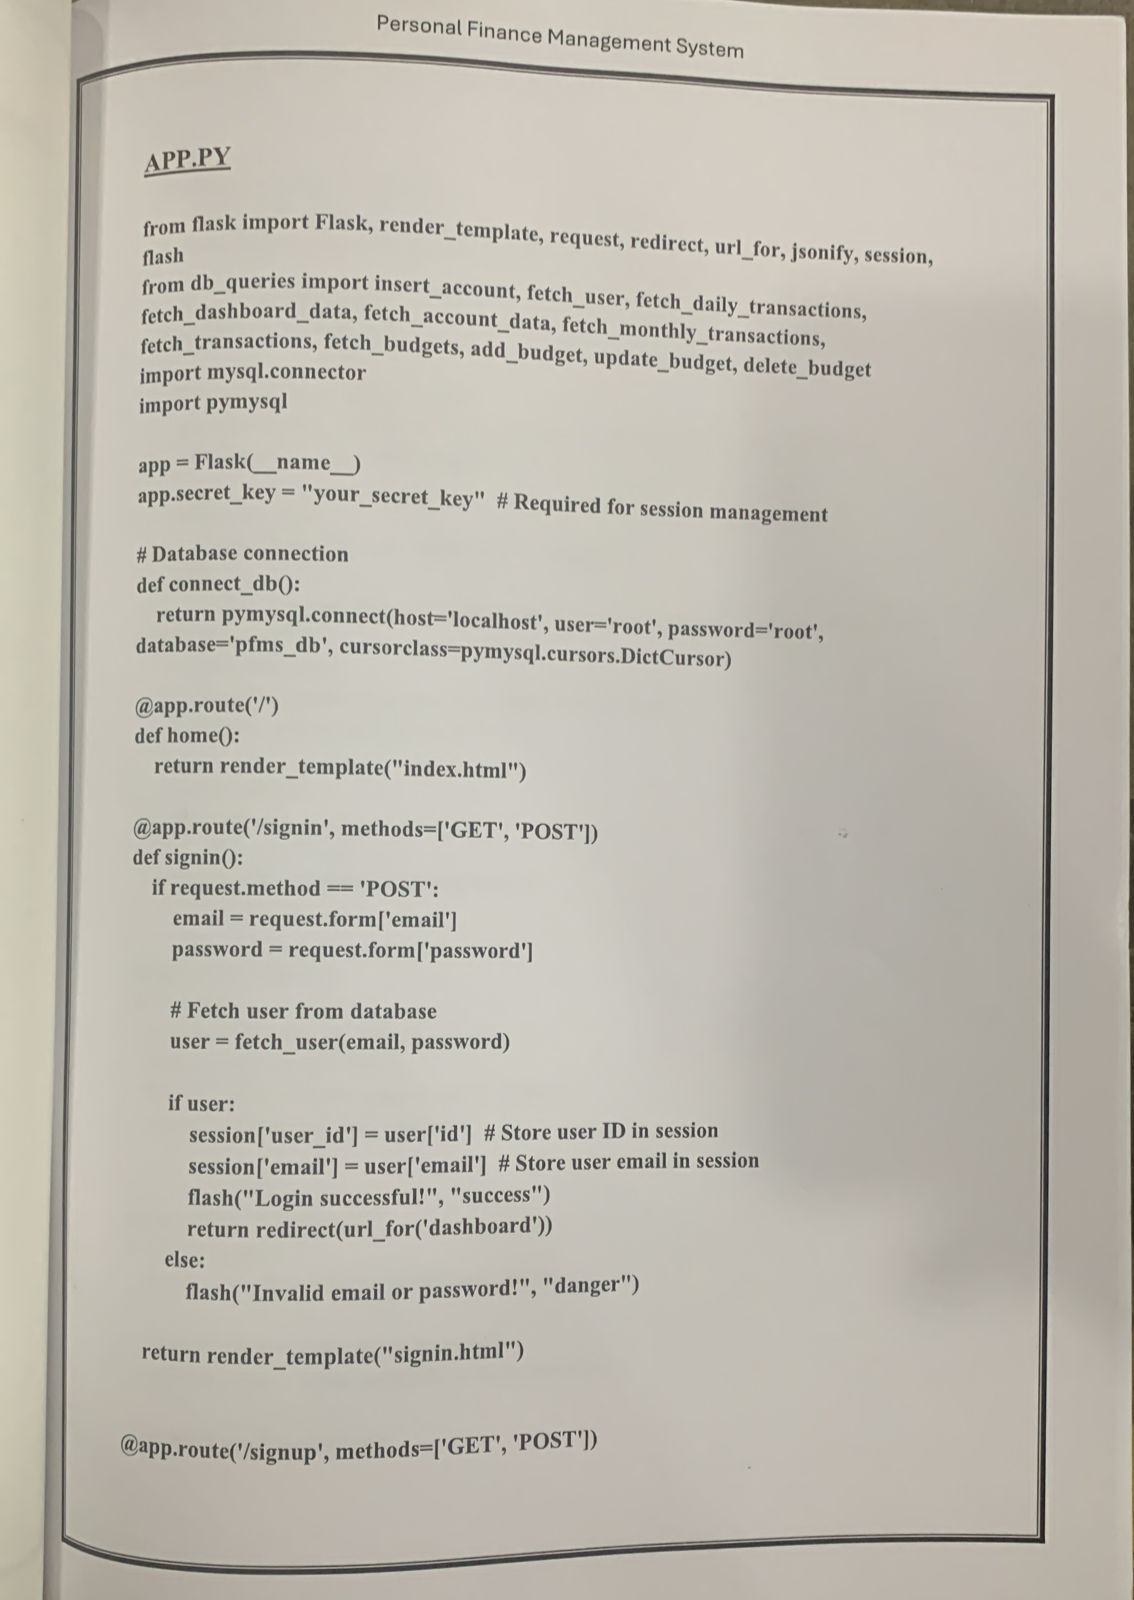 Personal Finance Management System
APP.PY
from flask import Flask, render_template, request, redirect, url_for, jsonify, session,
flash
from db_queries import insert_account, fetch_user, fetch_daily_transactions,
fetch_dashboard_data, fetch_account_data, fetch_monthly_transactions,
fetch_transactions, fetch_budgets, add_budget, update_budget, delete_budget
import mysql.connector
import pymysql
app = Flask(__name__)
app.secret_key = "your_secret_key"  # Required for session management
# Database connection
def connect_db():
  return pymysql.connect(host='localhost', user='root', password='root',
database='pfms_db', cursorclass=pymysql.cursors.DictCursor)
@app.route('/')
def home():
  return render_template("index.html")
@app.route('/signin', methods=['GET', 'POST'])
def signin():
  if request.method == 'POST':
    email = request.form['email']
    password = request.form['password']
    # Fetch user from database
    user = fetch_user(email, password)
    if user:
      session['user_id'] = user['id']  # Store user ID in session
      session['email'] = user['email']  # Store user email in session
      flash("Login successful!", "success")
      return redirect(url_for('dashboard'))
    else:
      flash("Invalid email or password!", "danger")
  return render_template("signin.html")
@app.route('/signup', methods=['GET', 'POST'])